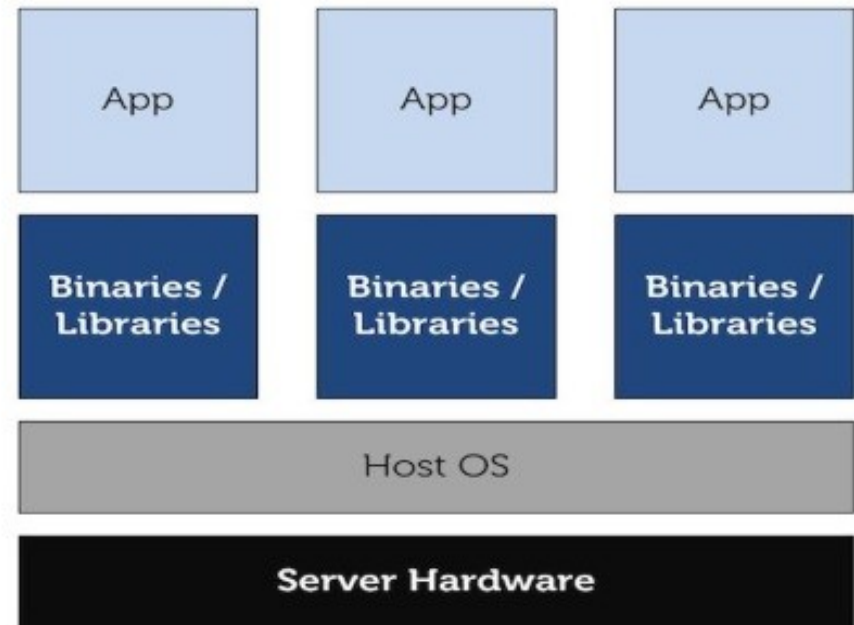 App App App
Binaries / Binaries / Binaries /
Libraries Libraries Libraries
Host OS
Server Hardware